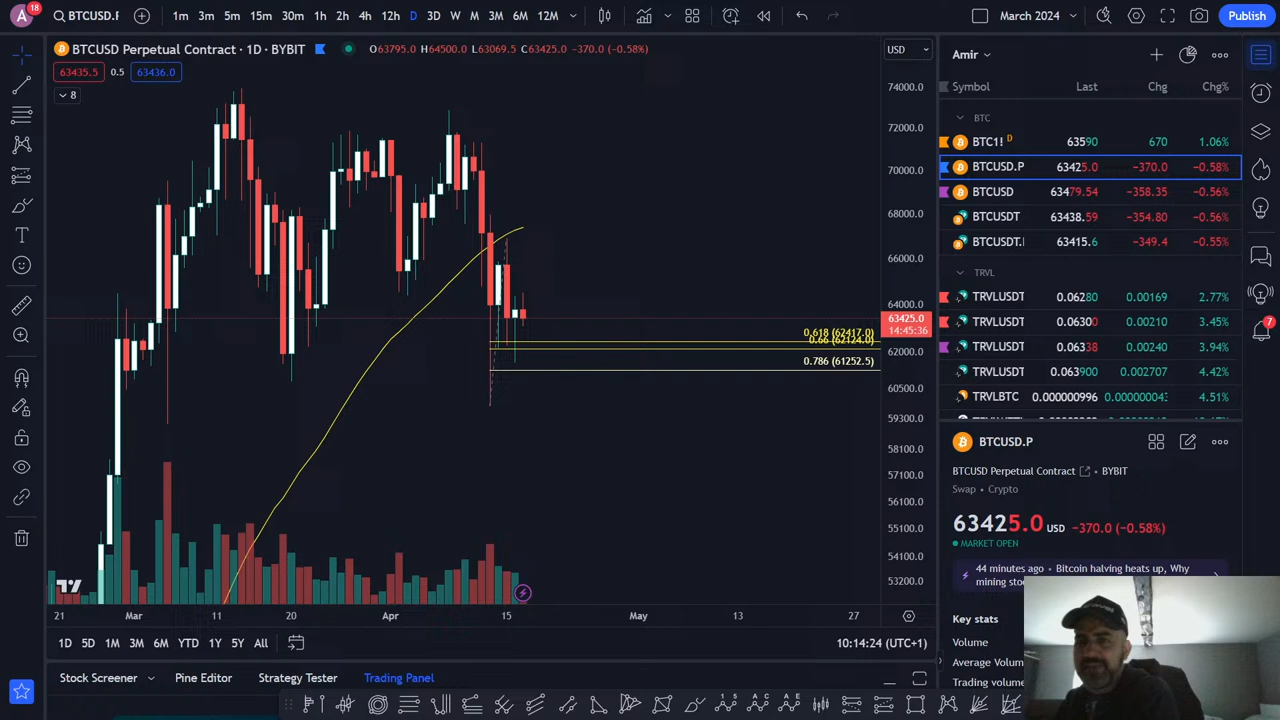 A 18 BTCUSD.P 1m 3m 5m 15m 30m 1h 2h 4h 12h D 3D W M 3M 6M 12M March 2024 Publish
BTCUSD Perpetual Contract · 1D · BYBIT O63795.0 H64500.0 L63069.5 C63425.0 −370.0 (−0.58%)
63435.5 0.5 63436.0
8
USD
74000.0
72000.0
70000.0
68000.0
66000.0
64000.0
63425.0
14:45:36
62000.0
60500.0
59300.0
58100.0
57100.0
56100.0
55100.0
54100.0
53200.0
0.618 (62417.0)
0.66 (62124.0)
0.786 (61252.5)
21 Mar 11 20 Apr 15 May 13 27
1D 5D 1M 3M 6M YTD 1Y 5Y All 10:14:24 (UTC+1)
Stock Screener Pine Editor Strategy Tester Trading Panel
Amir
Symbol Last Chg Chg%
BTC
BTC1! D 63590 670 1.06%
BTCUSD.P 63425.0 −370.0 −0.58%
BTCUSD 63479.54 −358.35 −0.56%
BTCUSDT 63438.59 −354.80 −0.56%
BTCUSDT.I 63415.6 −349.4 −0.55%
TRVL
TRVLUSDT 0.06280 0.00169 2.77%
TRVLUSDT 0.06300 0.00210 3.45%
TRVLUSDT 0.06338 0.00240 3.94%
TRVLUSDT 0.063900 0.002707 4.42%
TRVLBTC 0.000000996 0.00000004 4.51%
BTCUSD.P
BTCUSD Perpetual Contract • BYBIT
Swap • Crypto
63425.0 USD −370.0 (−0.58%)
MARKET OPEN
44 minutes ago • Bitcoin halving heats up, Why
mining sto
Key stats
Volume
Average Volum
Trading volum
7